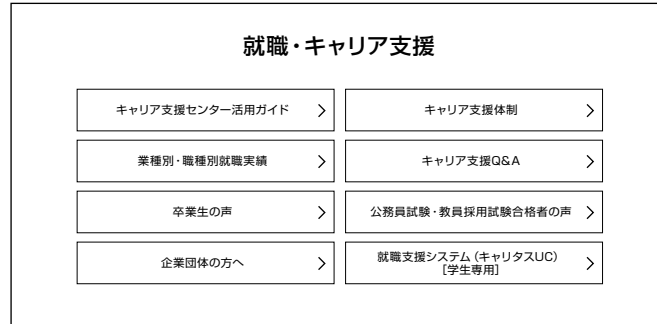 就職・キャリア支援
キャリア支援センター活用ガイド
キャリア支援体制
業種別・職種別就職実績
キャリア支援Q&A
卒業生の声
公務員試験・教員採用試験合格者の声
企業団体の方へ
就職支援システム（キャリタスUC）
[学生専用]